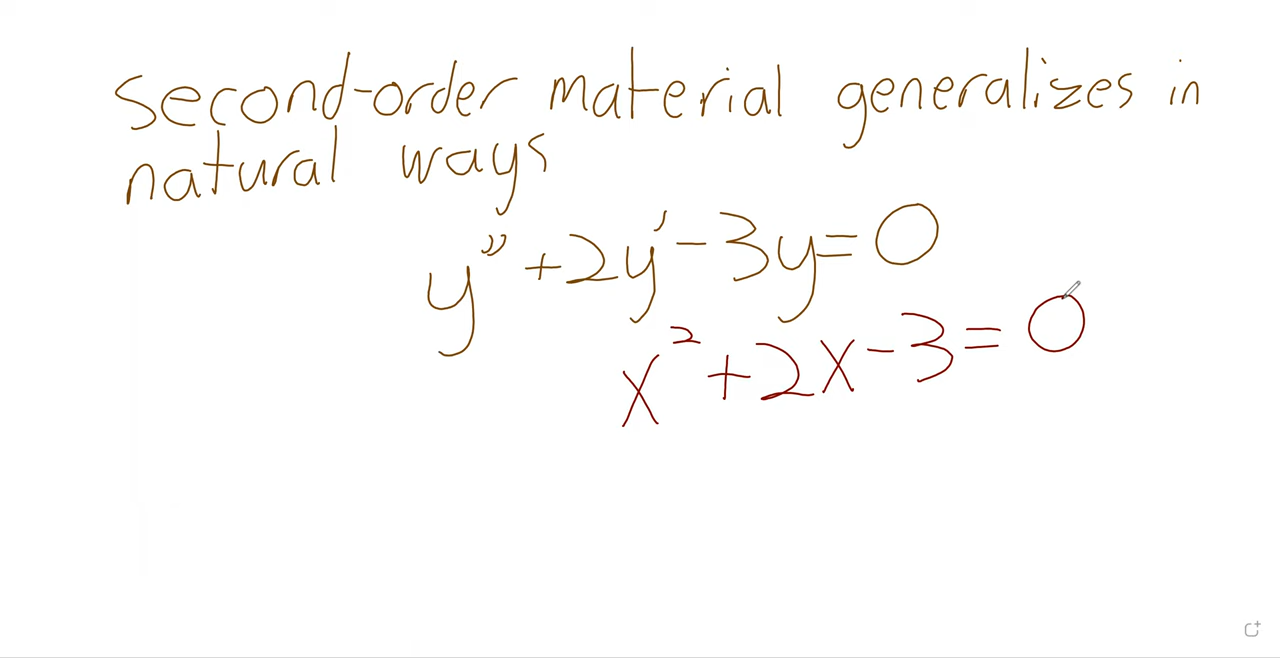 second-order material generalizes in
natural ways
y'' + 2y' - 3y = 0
x² + 2x - 3 = 0